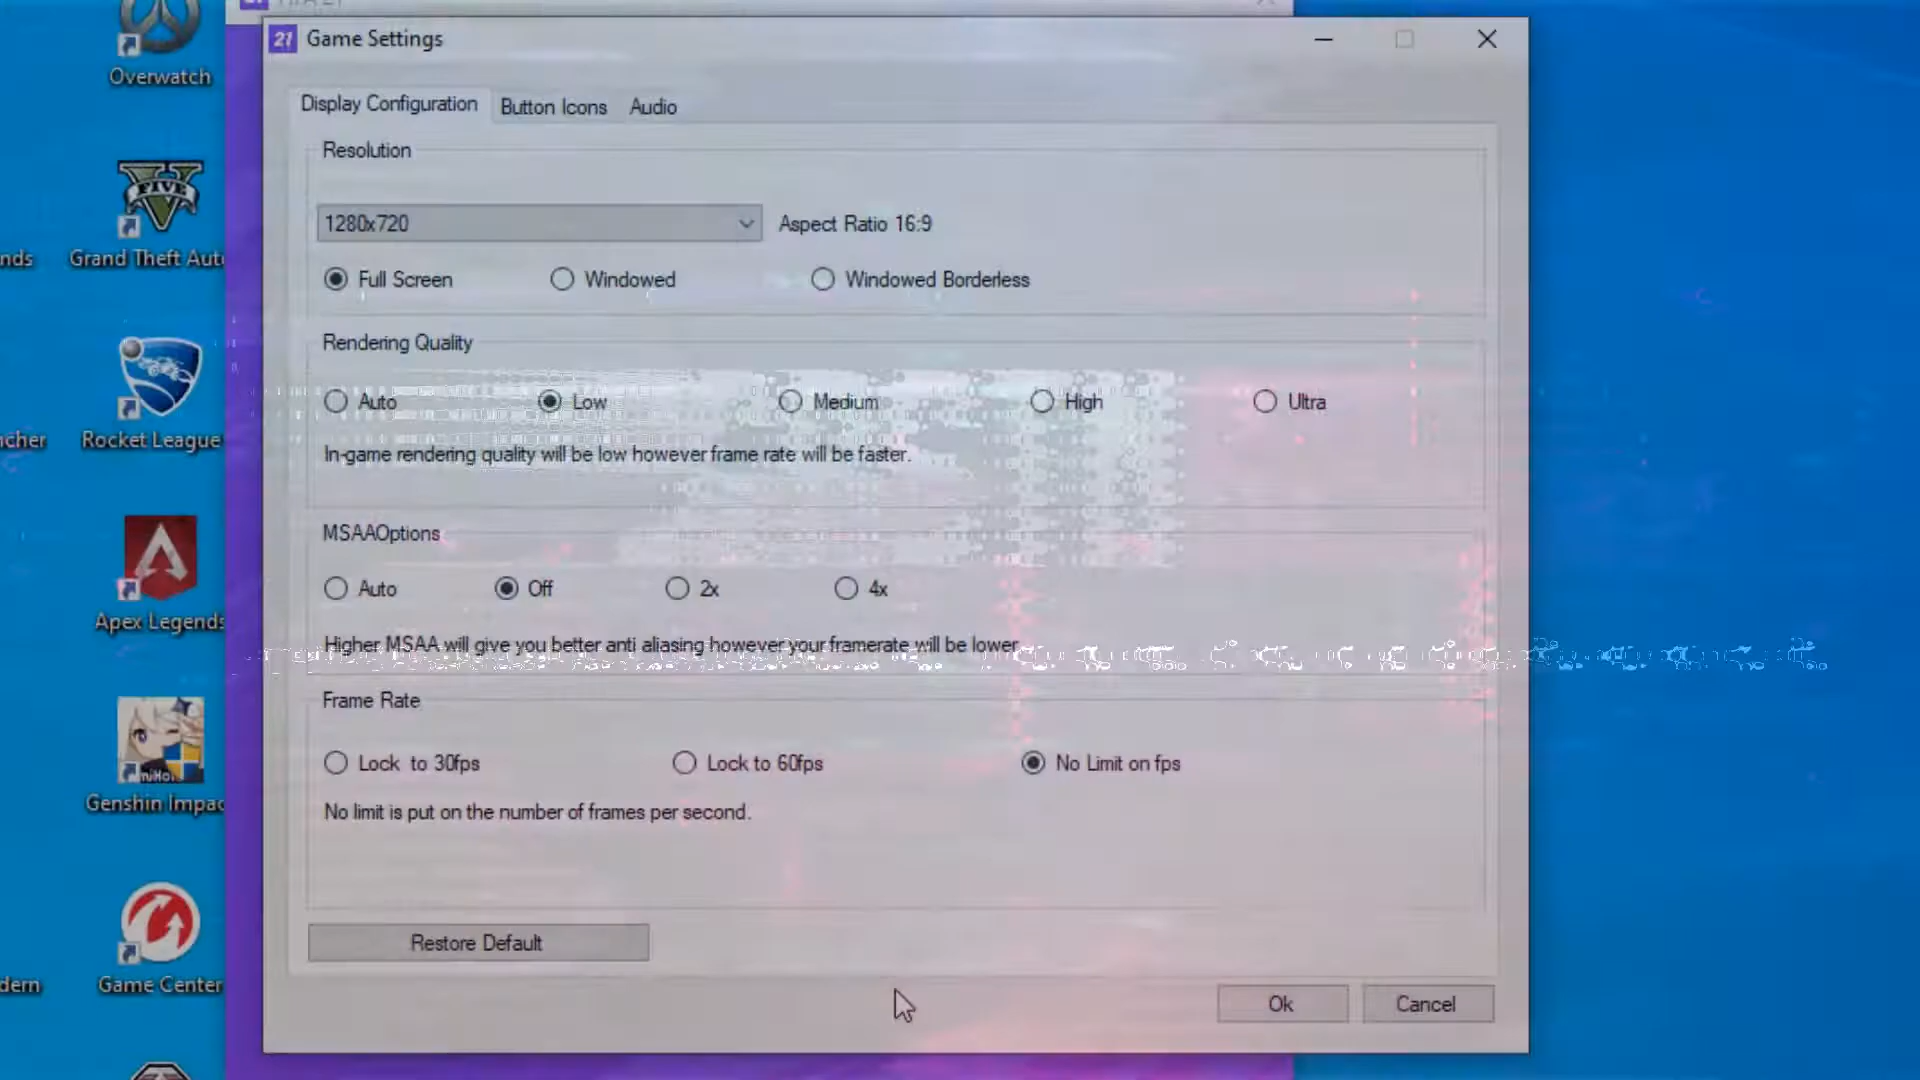 21 Game Settings
Display Configuration Button Icons Audio
Resolution
1280x720 Aspect Ratio 16:9
Full Screen Windowed Windowed Borderless
Rendering Quality
Auto Low Medium High Ultra
In-game rendering quality will be low however frame rate will be faster.
MSAAOptions
Auto Off 2x 4x
Higher MSAA will give you better anti aliasing however your framerate will be lower
Frame Rate
Lock to 30fps Lock to 60fps No Limit on fps
No limit is put on the number of frames per second.
Restore Default
Ok Cancel
Overwatch
FIVE
nds Grand Theft Aut
ncher Rocket League
Apex Legends
Genshin Impac
dern Game Center